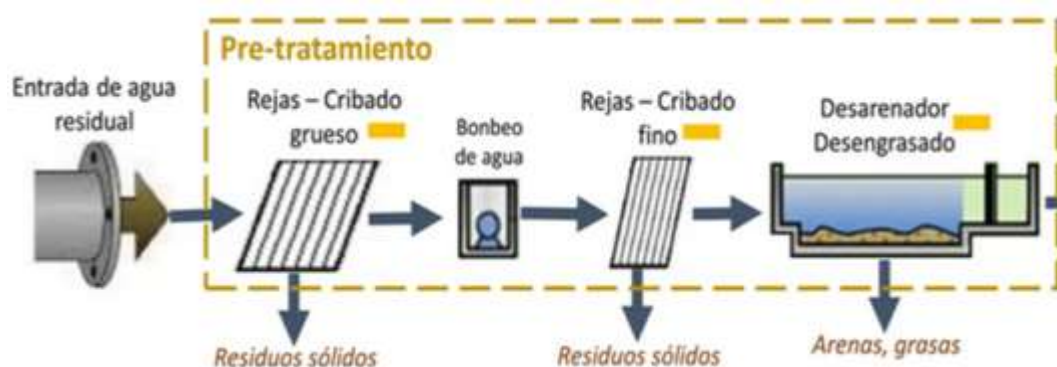 Pre-tratamiento
Entrada de agua
residual
Rejas – Cribado
grueso
Bonbeo
de agua
Rejas – Cribado
fino
Desarenador
Desengrasado
Residuos sólidos
Residuos sólidos
Arenas, grasas